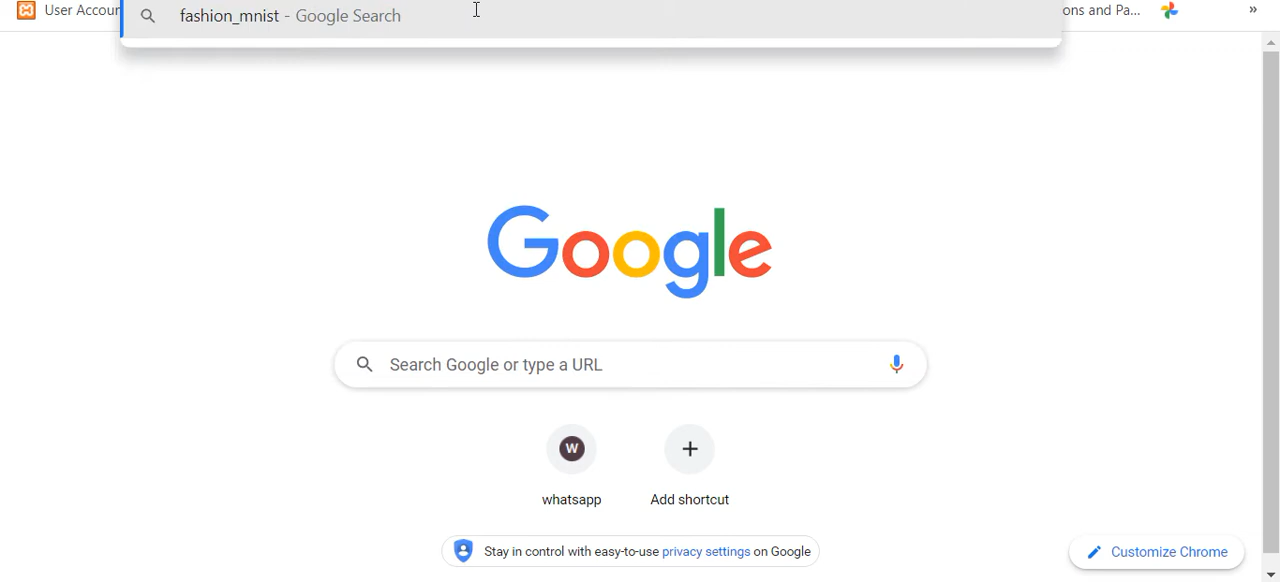 User Accour
fashion_mnist - Google Search
ons and Pa...
»
Google
Search Google or type a URL
W
whatsapp
Add shortcut
Stay in control with easy-to-use privacy settings on Google
Customize Chrome